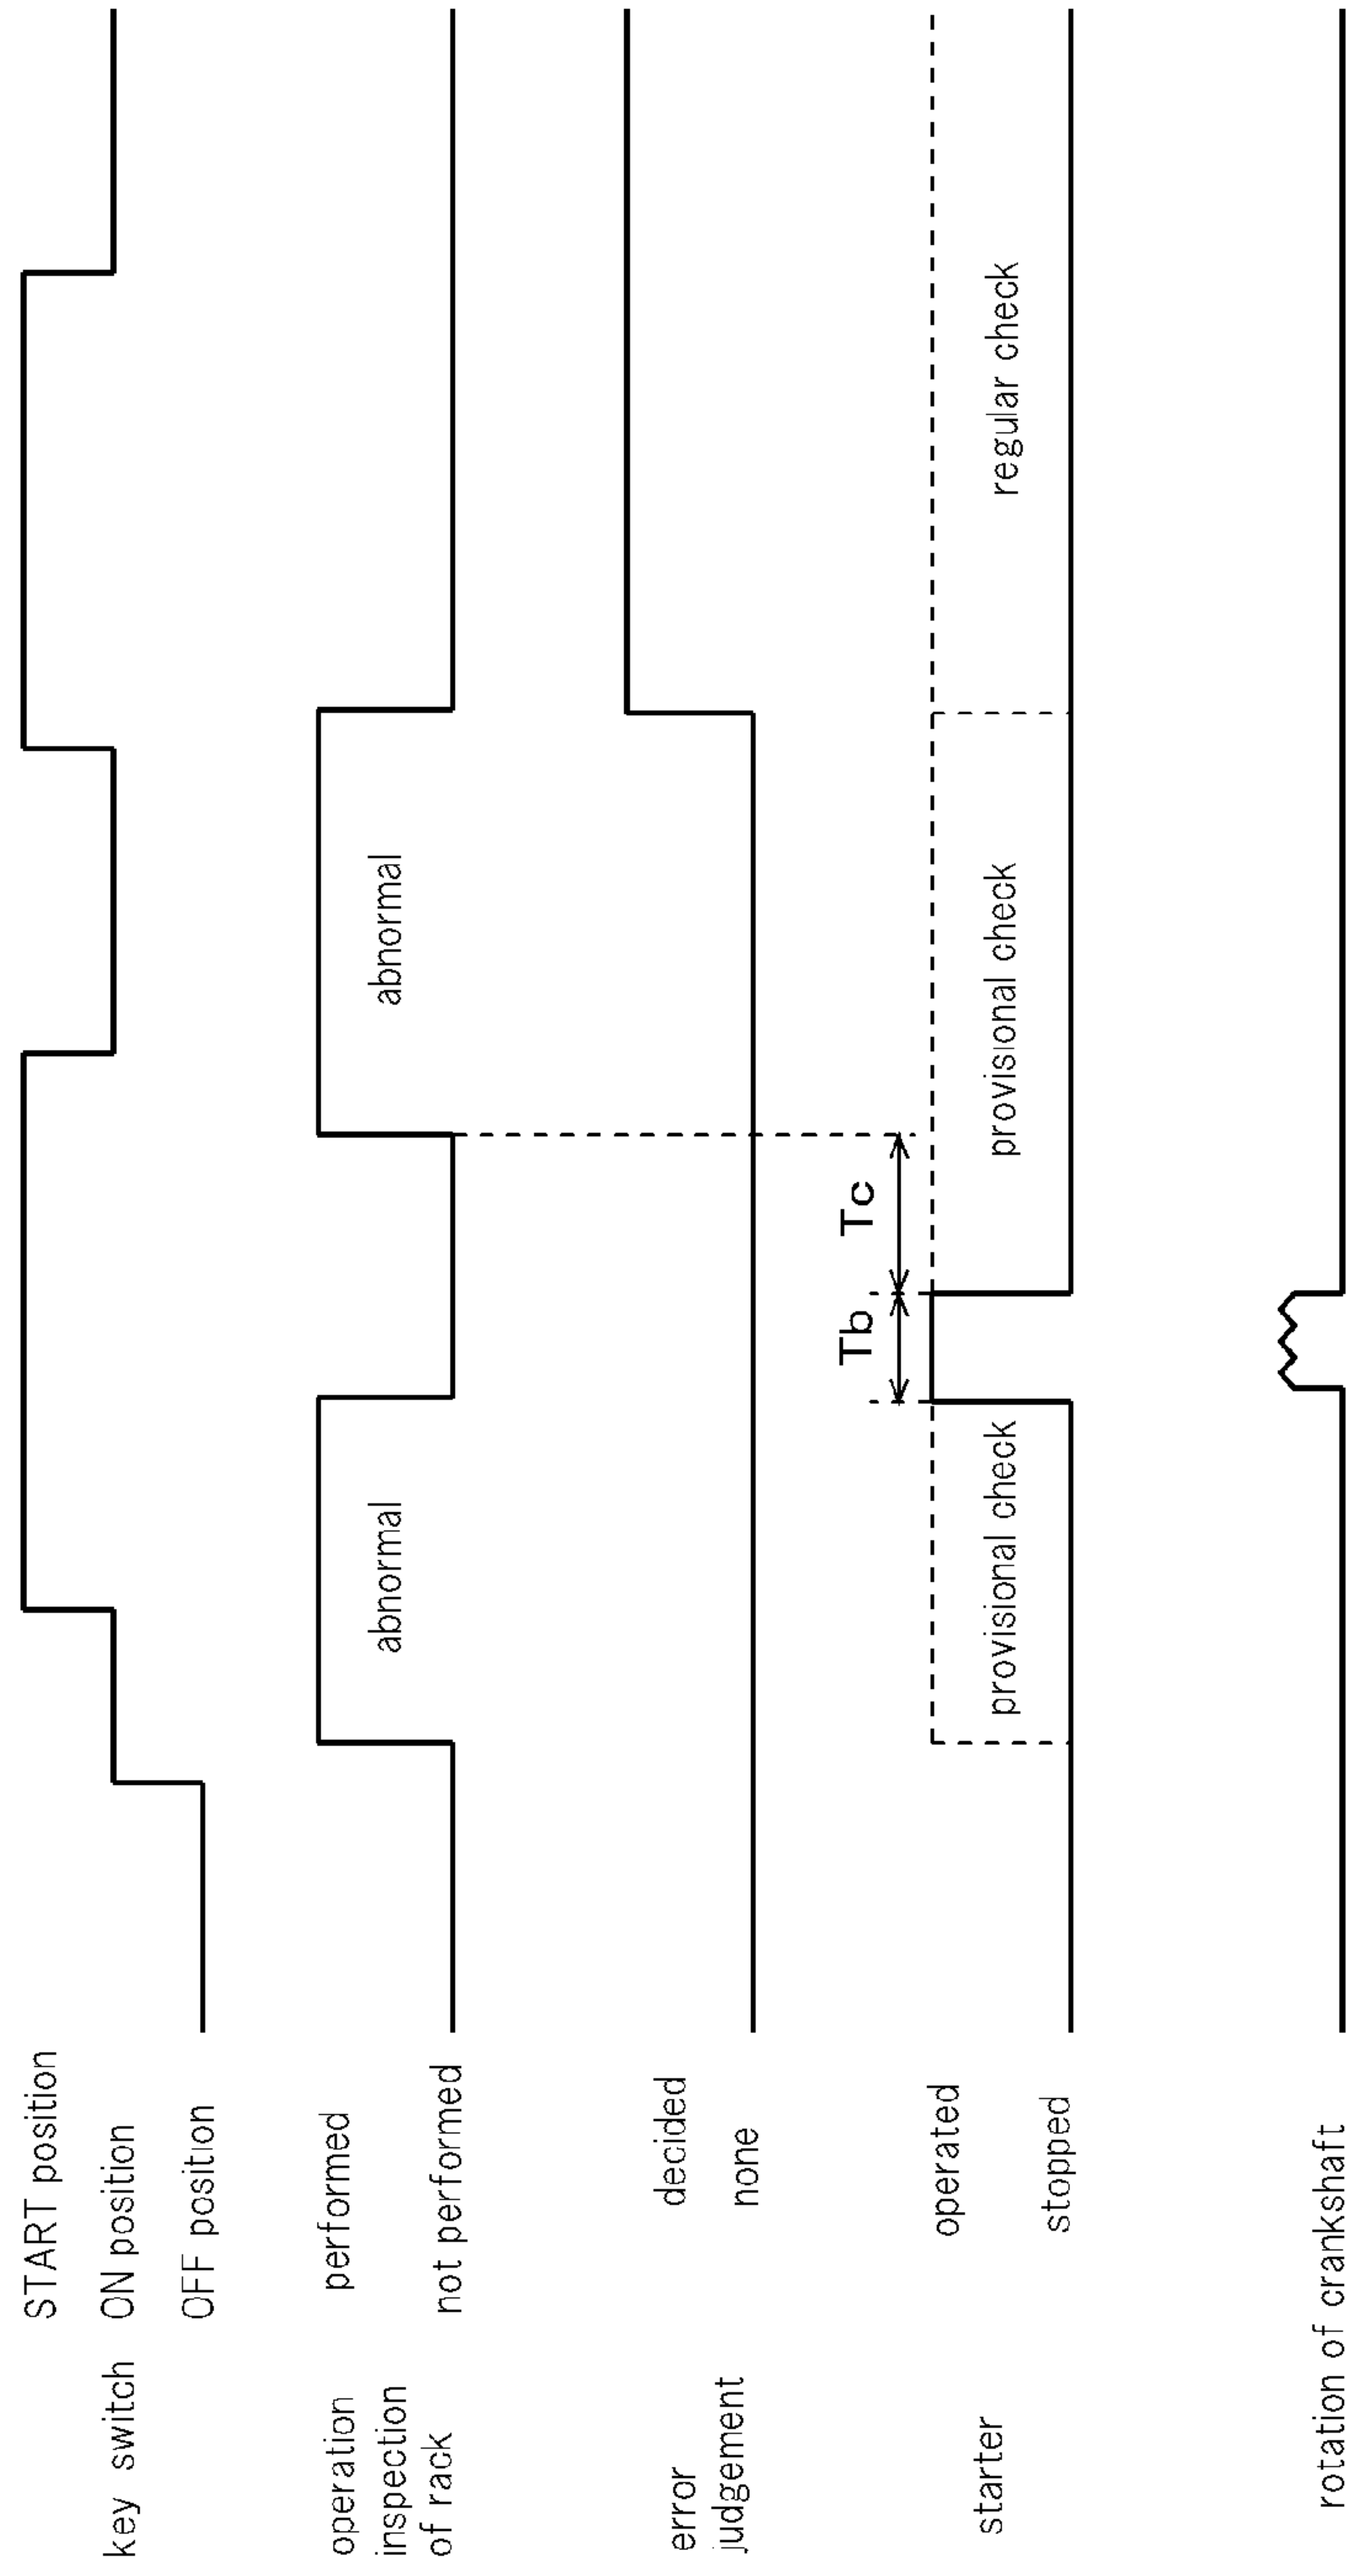 START position
key switch ON position
OFF position
operation
inspection
of rack
performed
not performed
abnormal
abnormal
error
judgement
decided
none
Tb
Tc
starter
operated
stopped
provisional check
provisional check
regular check
rotation of crankshaft